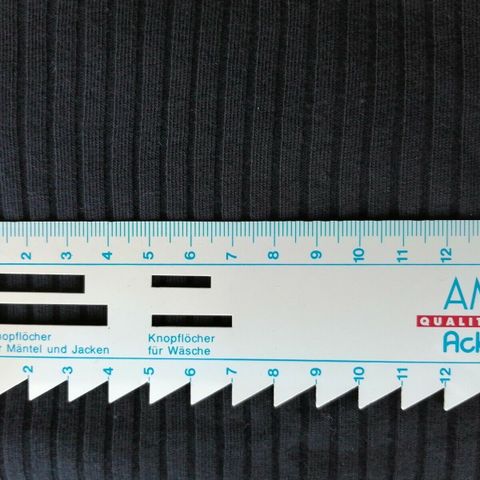 2 3 4 5 6 7 8 9 10 11 12
nopflöcher
r Mäntel und Jacken
Knopflöcher
für Wäsche
AM
QUALIT
Ack
2 3 4 5 6 7 8 9 10 11 12